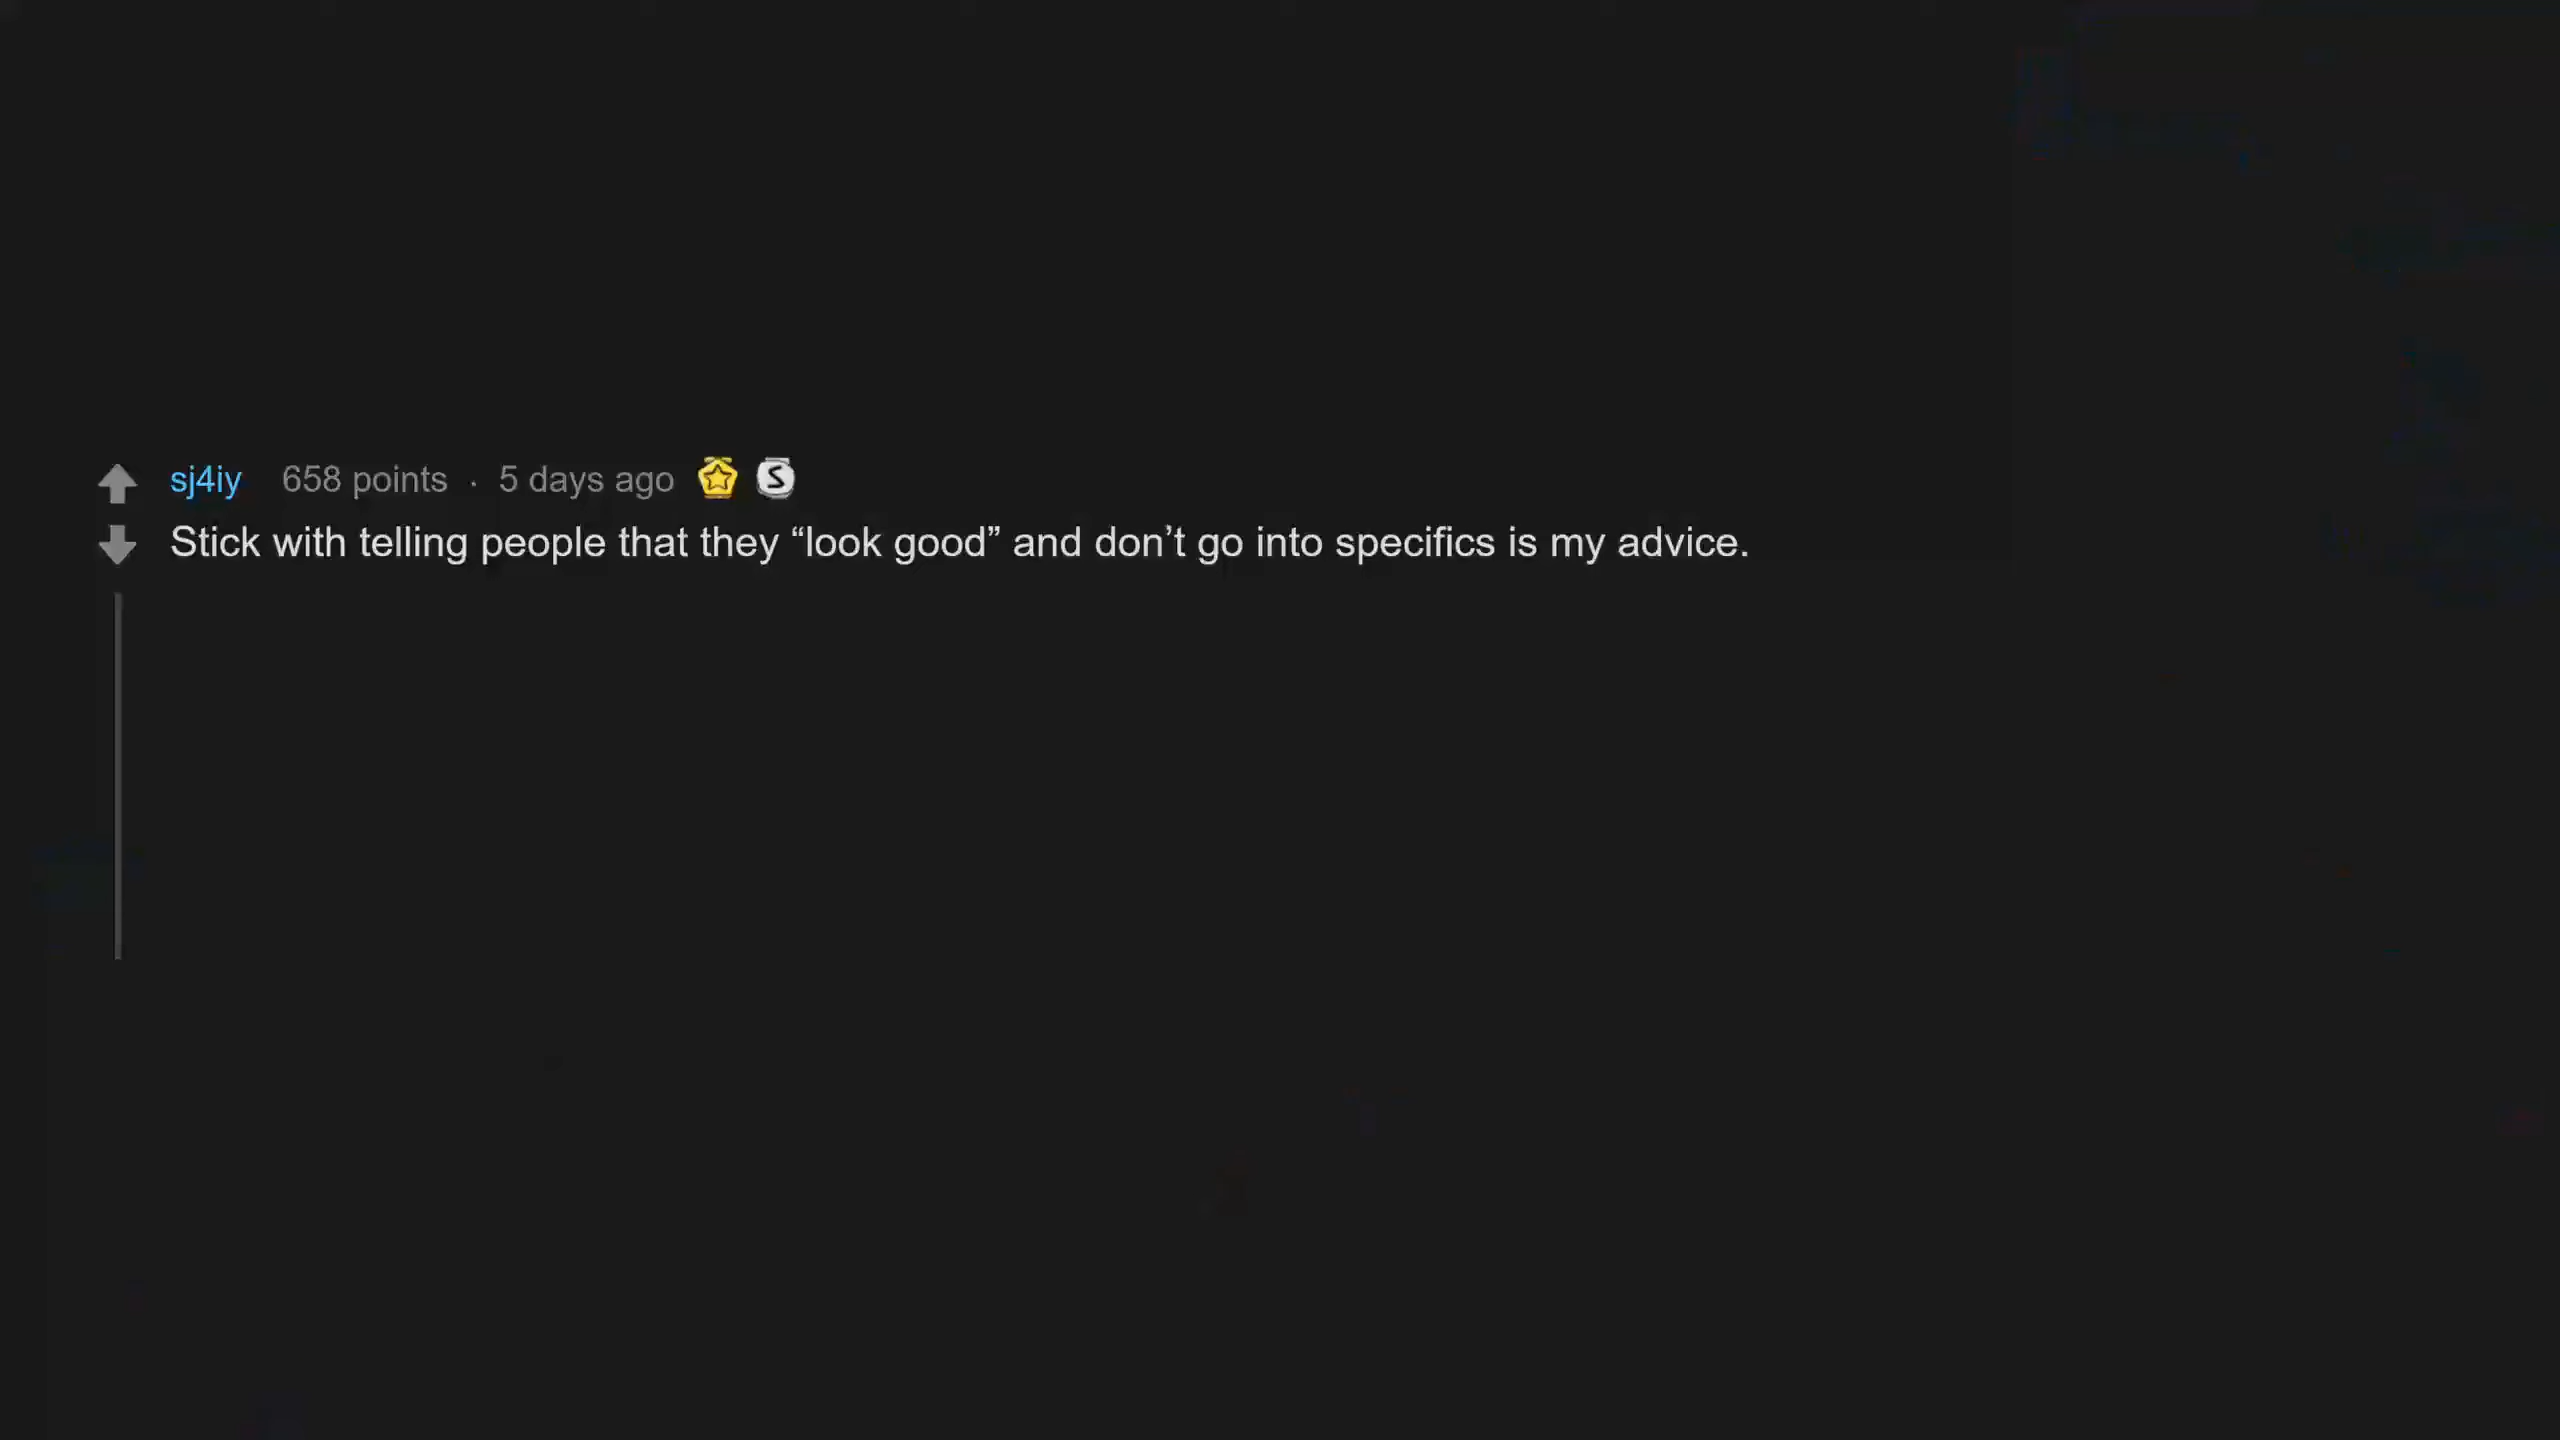 sj4iy 658 points · 5 days ago
Stick with telling people that they “look good” and don’t go into specifics is my advice.